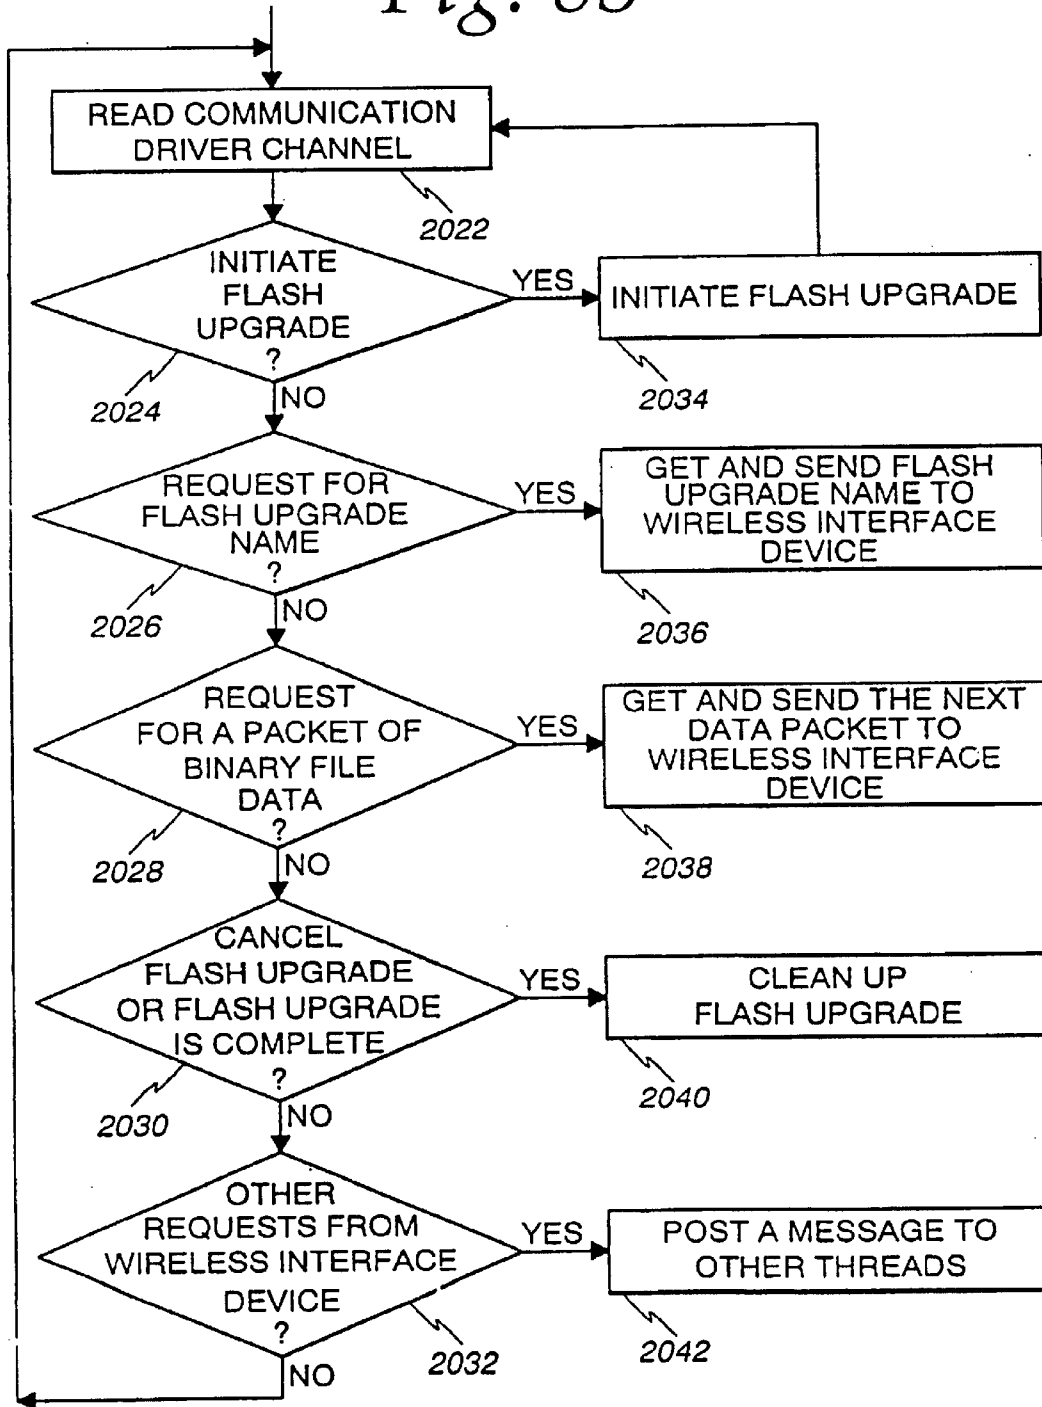 READ COMMUNICATION
DRIVER CHANNEL
2022
INITIATE
FLASH
UPGRADE
?
2024
YES
INITIATE FLASH UPGRADE
2034
NO
REQUEST FOR
FLASH UPGRADE
NAME
?
2026
YES
GET AND SEND FLASH
UPGRADE NAME TO
WIRELESS INTERFACE
DEVICE
2036
NO
REQUEST
FOR A PACKET OF
BINARY FILE
DATA
?
2028
YES
GET AND SEND THE NEXT
DATA PACKET TO
WIRELESS INTERFACE
DEVICE
2038
NO
CANCEL
FLASH UPGRADE
OR FLASH UPGRADE
IS COMPLETE
?
2030
YES
CLEAN UP
FLASH UPGRADE
2040
NO
OTHER
REQUESTS FROM
WIRELESS INTERFACE
DEVICE
?
2032
YES
POST A MESSAGE TO
OTHER THREADS
2042
NO